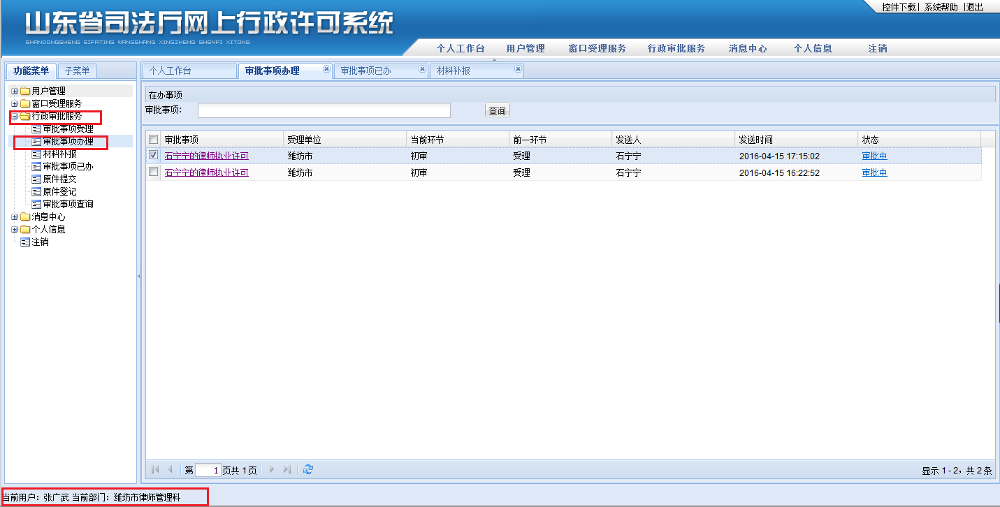 控件下载| 系统帮助 |退出
山东省司法厅网上行政许可系统
SHANDONGSHENG SIFATING WANGSHANG XINGZHENG SHENPI XITONG
个人工作台 用户管理 窗口受理服务 行政审批服务 消息中心 个人信息 注销
功能菜单 子菜单
用户管理
窗口受理服务
行政审批服务
审批事项受理
审批事项办理
材料补报
审批事项已办
原件提交
原件登记
审批事项查询
消息中心
个人信息
注销
个人工作台 审批事项办理 审批事项已办 材料补报
在办事项
审批事项: 查询
审批事项 受理单位 当前环节 前一环节 发送人 发送时间 状态
石宁宁的律师执业许可 潍坊市 初审 受理 石宁宁 2016-04-15 17:15:02 审批中
石宁宁的律师执业许可 潍坊市 初审 受理 石宁宁 2016-04-15 16:22:52 审批中
第 1 页共 1 页 显示 1 - 2，共 2 条
当前用户：张广武 当前部门：潍坊市律师管理科